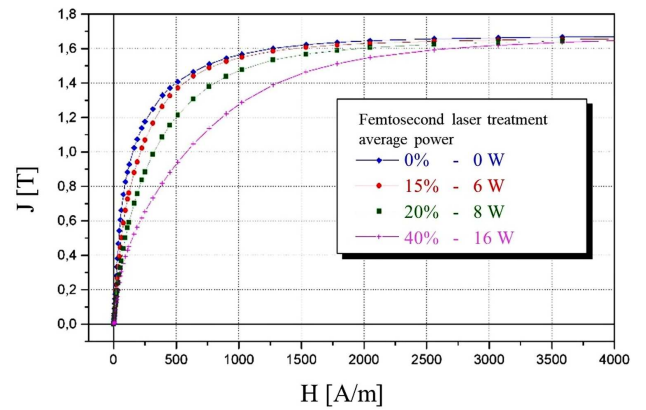 1,8
1,6
1,4
1,2
1,0
0,8
0,6
0,4
0,2
0,0
J [T]
Femtosecond laser treatment
average power
0% - 0 W
15% - 6 W
20% - 8 W
40% - 16 W
0 500 1000 1500 2000 2500 3000 3500 4000
H [A/m]